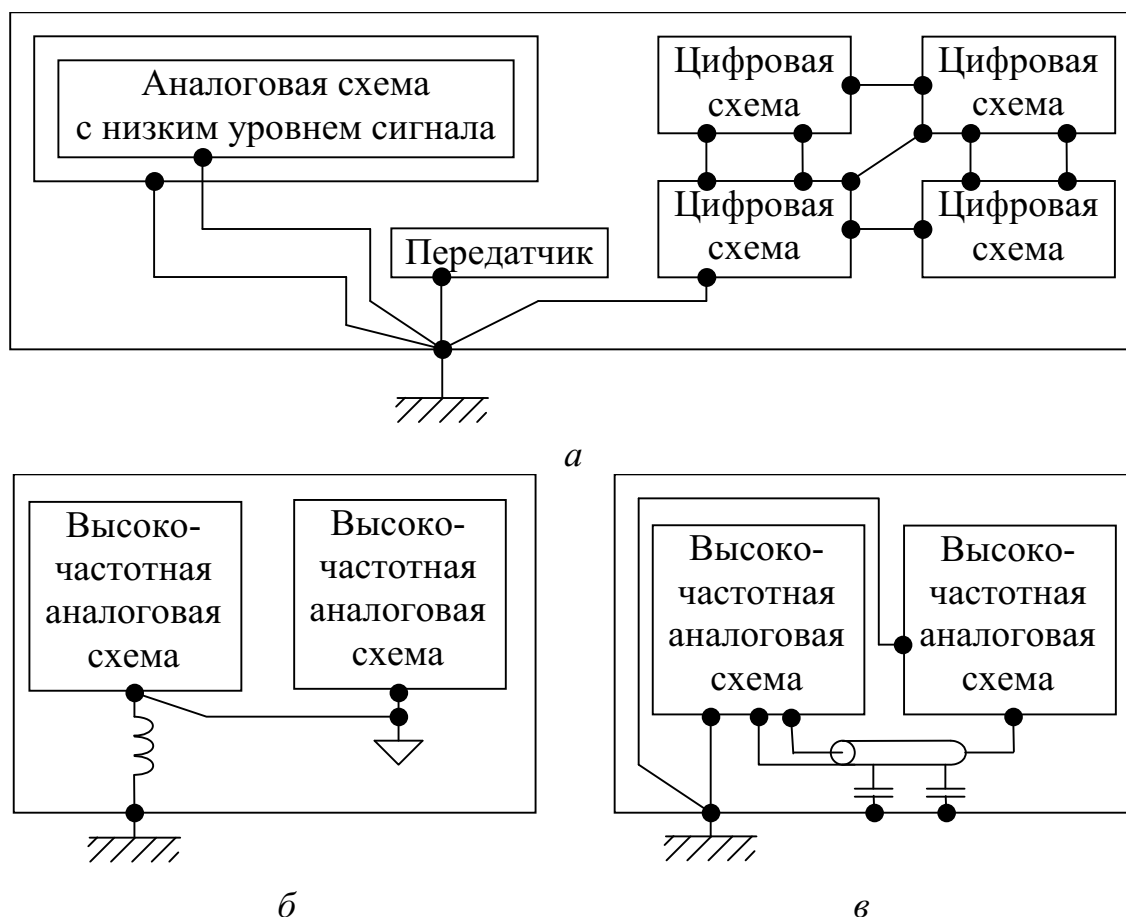 Аналоговая схема
с низким уровнем сигнала
Цифровая
схема
Цифровая
схема
Передатчик
Цифровая
схема
Цифровая
схема
а
Высоко-
частотная
аналоговая
схема
Высоко-
частотная
аналоговая
схема
б
Высоко-
частотная
аналоговая
схема
Высоко-
частотная
аналоговая
схема
в